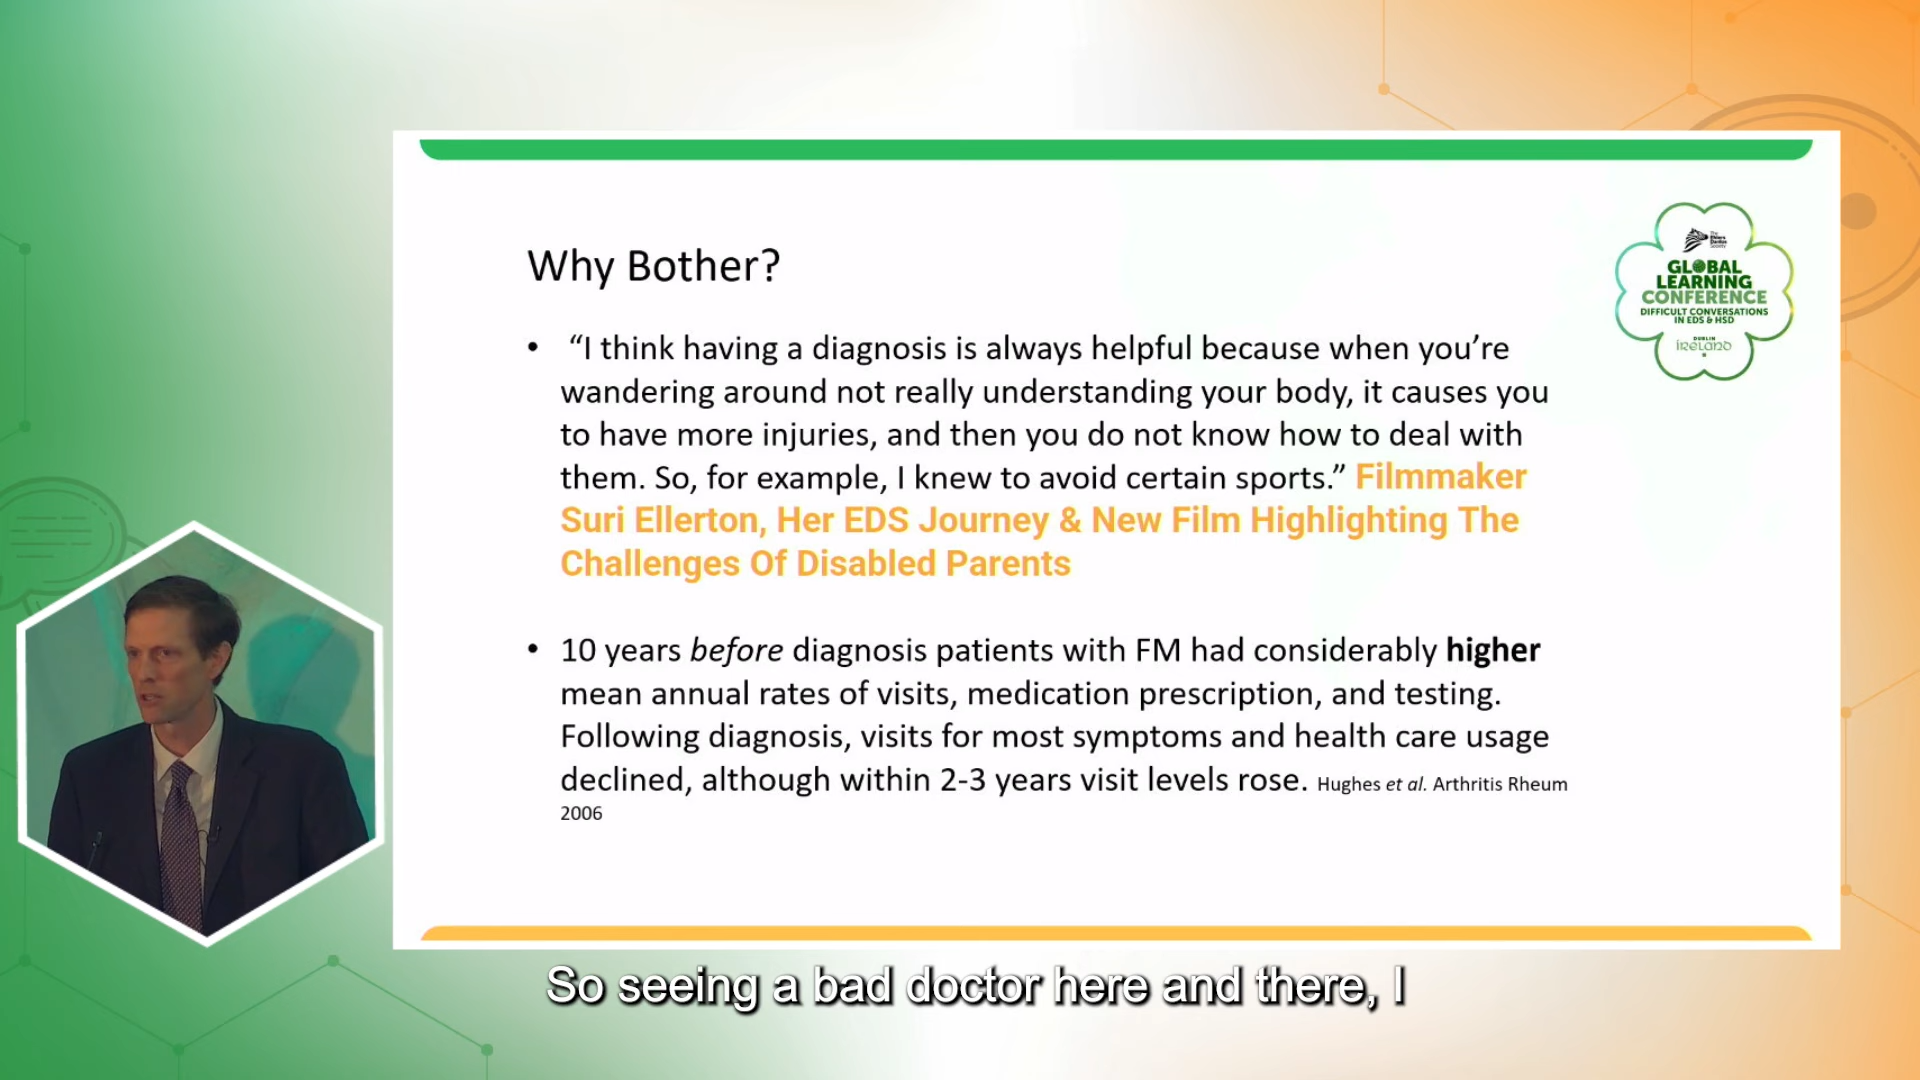 Why Bother?
• “I think having a diagnosis is always helpful because when you’re
wandering around not really understanding your body, it causes you
to have more injuries, and then you do not know how to deal with
them. So, for example, I knew to avoid certain sports.” Filmmaker
Suri Ellerton, Her EDS Journey & New Film Highlighting The
Challenges Of Disabled Parents
• 10 years before diagnosis patients with FM had considerably higher
mean annual rates of visits, medication prescription, and testing.
Following diagnosis, visits for most symptoms and health care usage
declined, although within 2-3 years visit levels rose. Hughes et al. Arthritis Rheum
2006
The
Ehlers
Danlos
Society
GLOBAL
LEARNING
CONFERENCE
DIFFICULT CONVERSATIONS
IN EDS & HSD
DUBLIN
IRELAND
So seeing a bad doctor here and there, I